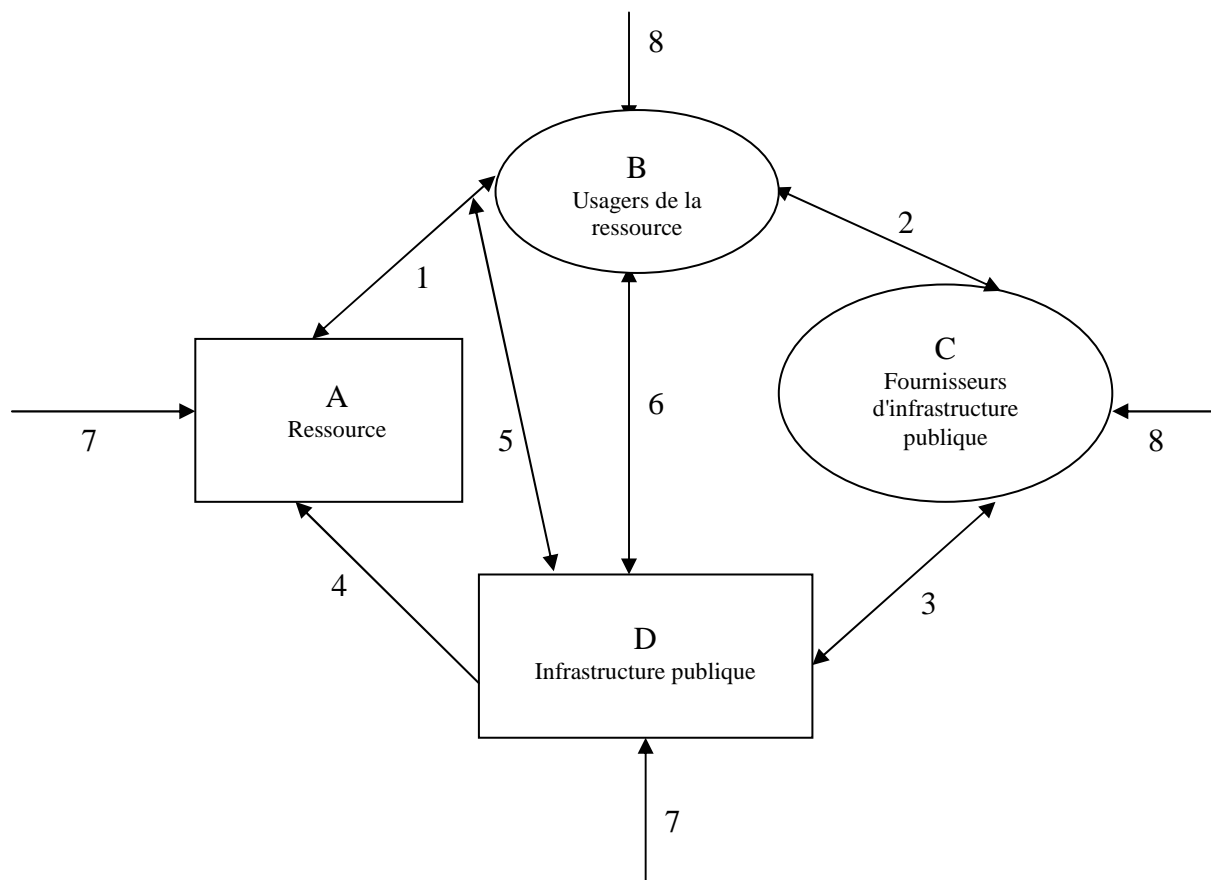 8
B
Usagers de la
ressource
2
1
C
Fournisseurs
d'infrastructure
publique
A
Ressource
6
7
5
8
4
3
D
Infrastructure publique
7